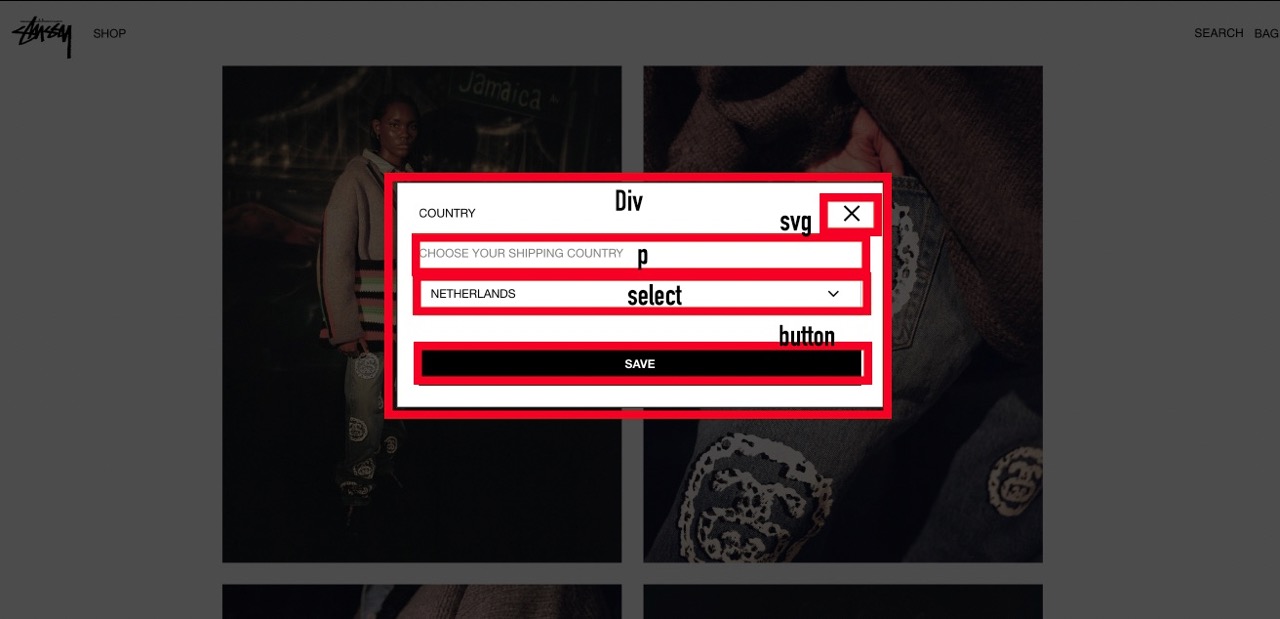 Stüssy
SHOP
SEARCH BAG
Jamaica
Div
COUNTRY
svg
CHOOSE YOUR SHIPPING COUNTRY
p
NETHERLANDS
select
button
SAVE